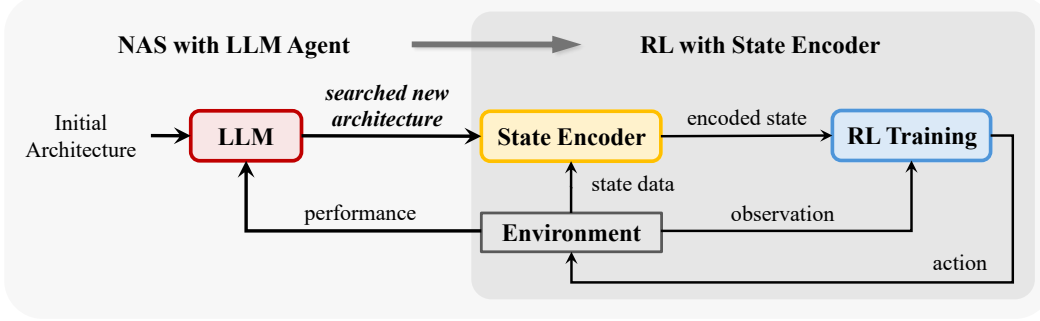 NAS with LLM Agent
RL with State Encoder
Initial
Architecture
LLM
searched new
architecture
State Encoder
encoded state
RL Training
state data
performance
Environment
observation
action